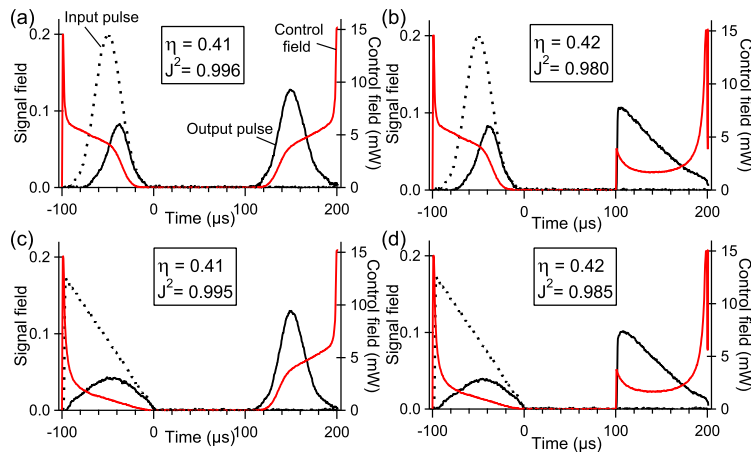 (a)
Input pulse
Control
field
η = 0.41
J² = 0.996
Output pulse
Signal field
0.2
0.1
0.0
Control field (mW)
15
10
5
0
-100
0
100
200
Time (µs)
(b)
η = 0.42
J² = 0.980
Signal field
0.2
0.1
0.0
Control field (mW)
15
10
5
0
-100
0
100
200
Time (µs)
(c)
η = 0.41
J² = 0.995
Signal field
0.2
0.1
0.0
Control field (mW)
15
10
5
0
-100
0
100
200
Time (µs)
(d)
η = 0.42
J² = 0.985
Signal field
0.2
0.1
0.0
Control field (mW)
15
10
5
0
-100
0
100
200
Time (µs)